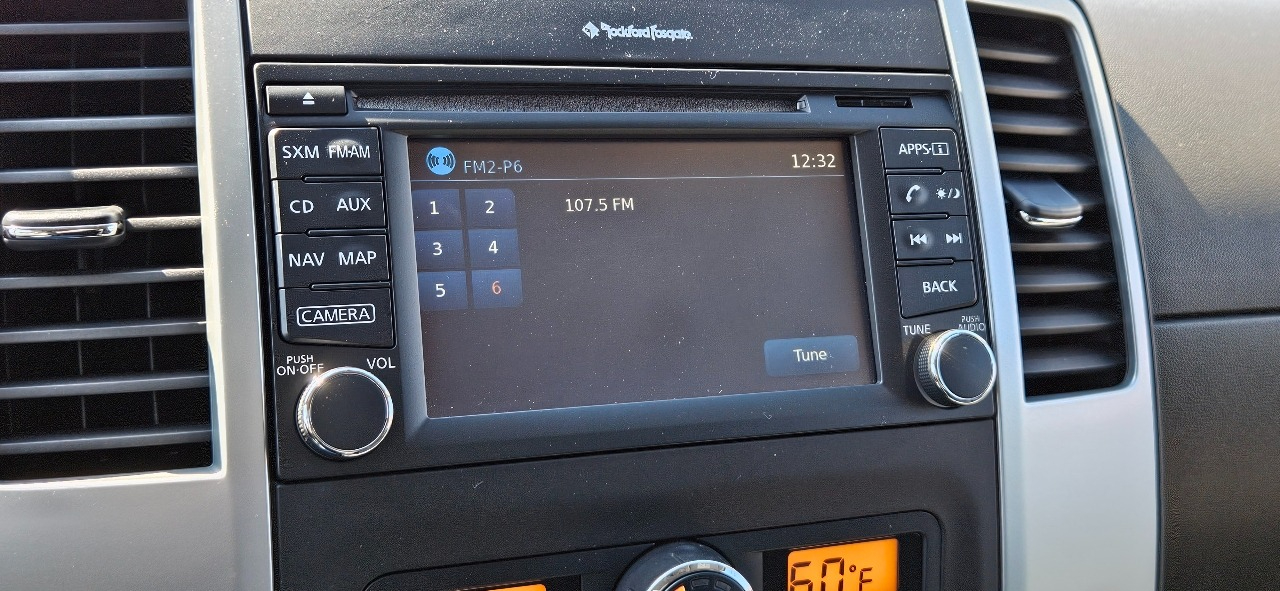 Rockford Fosgate
SXM FM·AM
CD AUX
NAV MAP
CAMERA
PUSH
ON·OFF VOL
FM2-P6 12:32
1 2 107.5 FM
3 4
5 6
Tune
APPS·i
BACK
TUNE PUSH
AUDIO
60°F